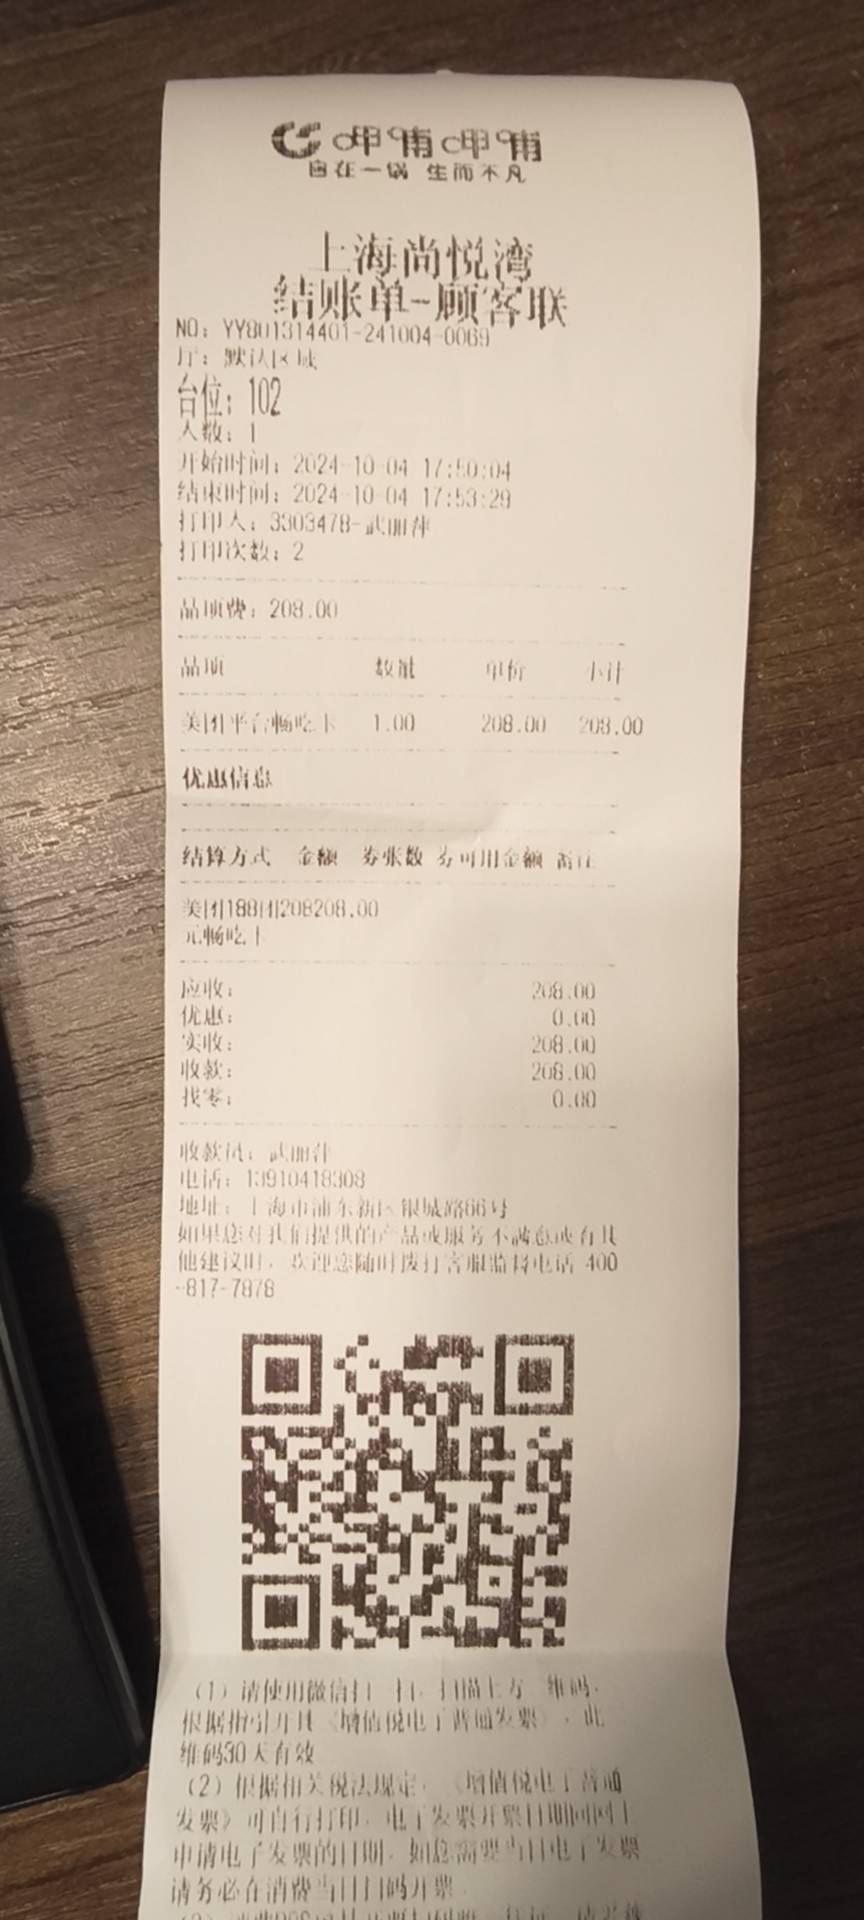 呷哺呷哺
自在一锅 生而不凡
上海尚悦湾
结账单-顾客联
NO: YY801314401-241004-0069
厅: 默认区域
台位: 102
人数: 1
开始时间: 2024-10-04 17:50:04
结束时间: 2024-10-04 17:53:29
打印人: 3303478-武丽萍
打印次数: 2
品项费: 208.00
品项 数量 单价 小计
美团平台畅吃卡 1.00 208.00 208.00
优惠信息
结算方式 金额 券张数 券可用金额 备注
美团188团208208.00
元畅吃卡
应收: 208.00
优惠: 0.00
实收: 208.00
收款: 208.00
找零: 0.00
收款员: 武丽萍
电话: 13910418308
地址: 上海市浦东新区银城路66号
如果您对我们提供的产品或服务不满意或有其
他建议时，欢迎您随时拨打客服监督电话 400
-817-7878
(1) 请使用微信扫一扫，扫描上方二维码，
根据指引开具《增值税电子普通发票》，此
维码30天有效
(2) 根据相关税法规定，《增值税电子普通
发票》可自行打印，电子发票开票日期同网上
申请电子发票的日期，如您需要当日电子发票
请务必在消费当日扫码开票。